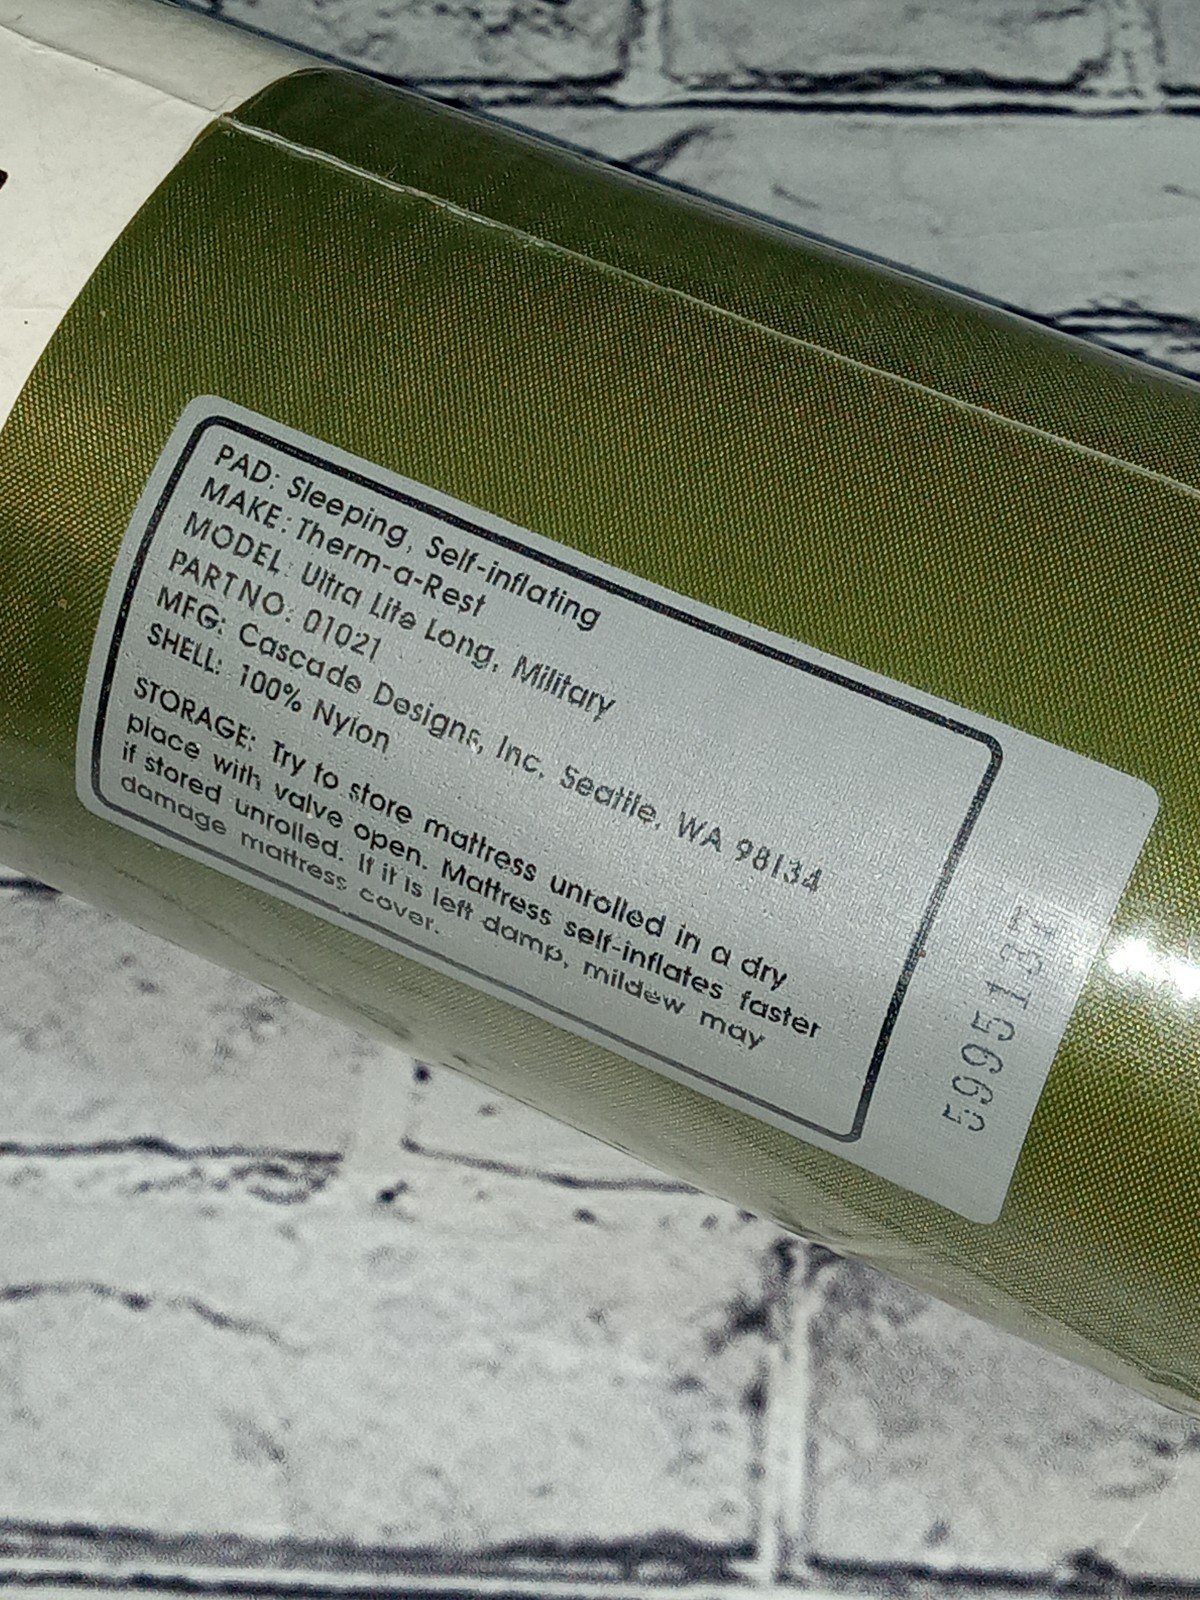 PAD: Sleeping, Self-inflating
MAKE: Therm-a-Rest
MODEL: Ultra Lite Long, Military
PART NO: 01021
MFG: Cascade Designs, Inc. Seattle, WA 98134
SHELL: 100% Nylon
STORAGE: Try to store mattress unrolled in a dry
place with valve open. Mattress self-inflates faster
if stored unrolled. If it is left damp, mildew may
damage mattress cover.